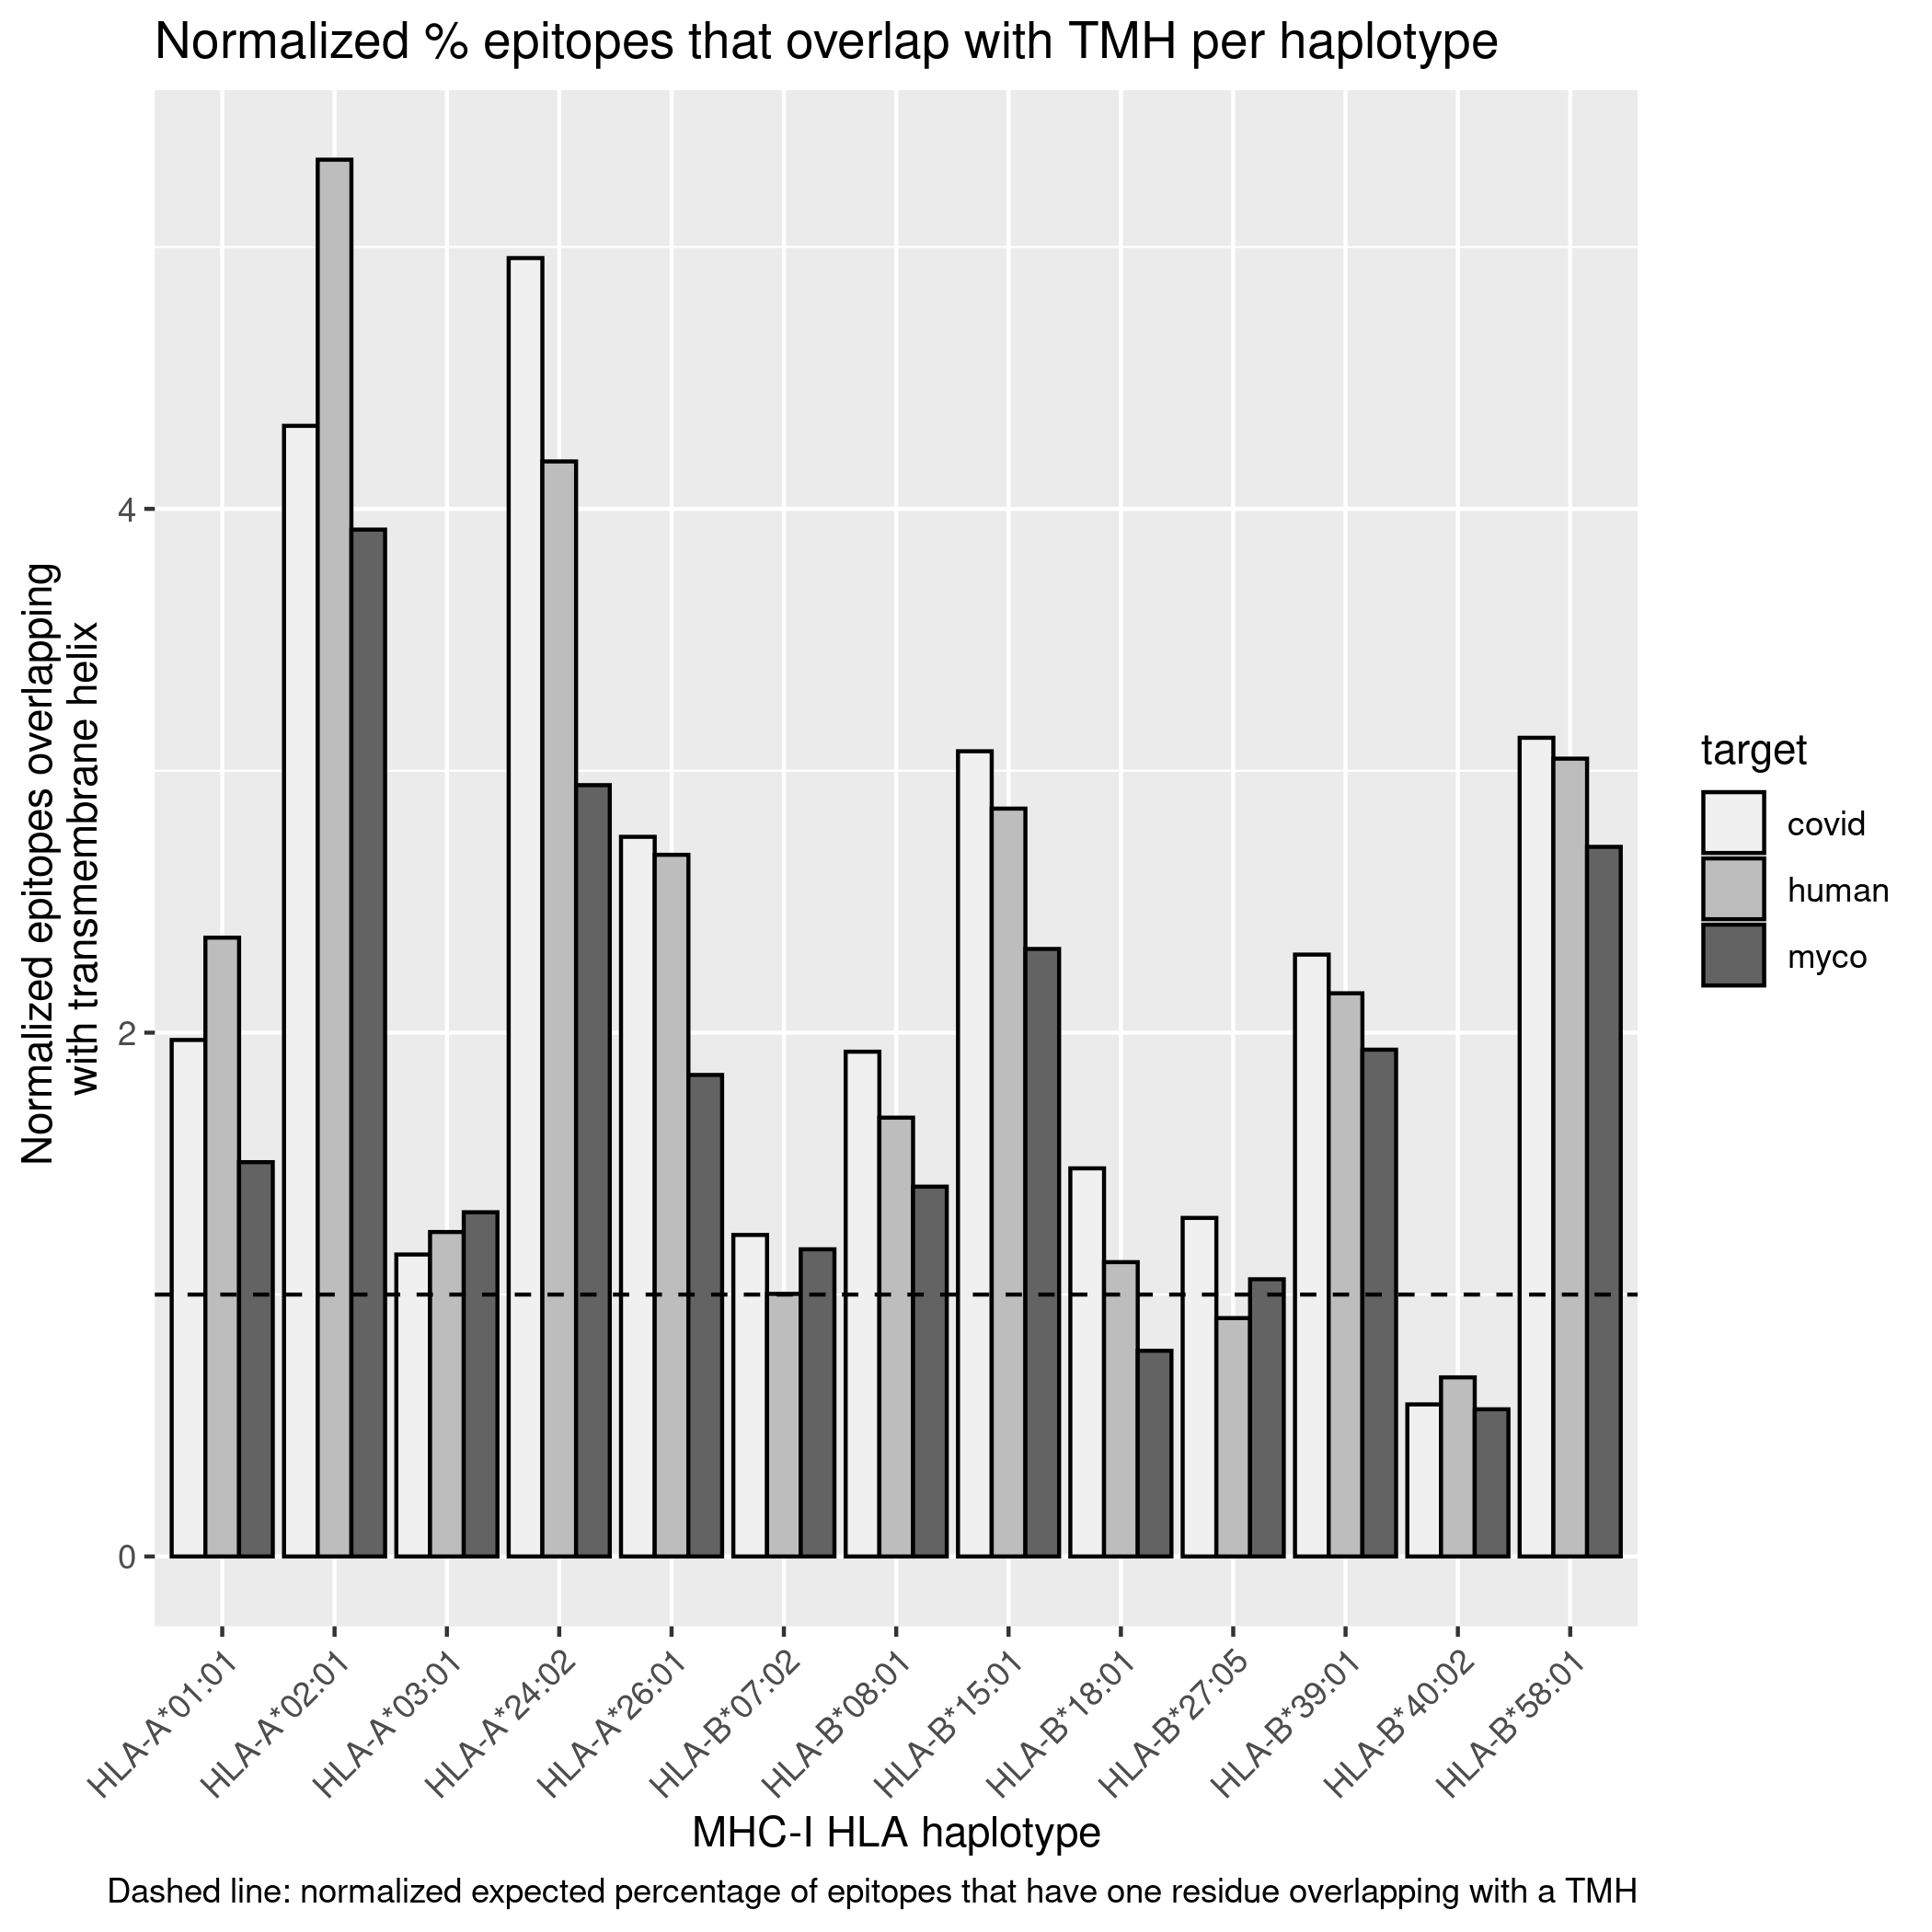 Normalized % epitopes that overlap with TMH per haplotype
Normalized epitopes overlapping
with transmembrane helix
4
2
0
HLA-A*01:01
HLA-A*02:01
HLA-A*03:01
HLA-A*24:02
HLA-A*26:01
HLA-B*07:02
HLA-B*08:01
HLA-B*15:01
HLA-B*18:01
HLA-B*27:05
HLA-B*39:01
HLA-B*40:02
HLA-B*58:01
MHC-I HLA haplotype
target
covid
human
myco
Dashed line: normalized expected percentage of epitopes that have one residue overlapping with a TMH